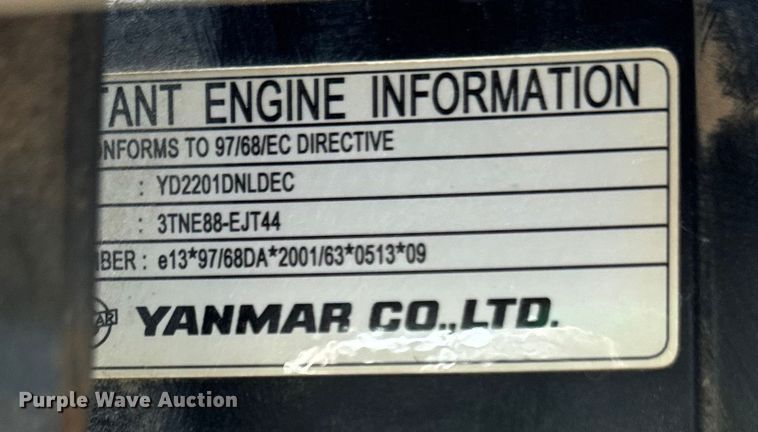 TANT ENGINE INFORMATION
ONFORMS TO 97/68/EC DIRECTIVE
: YD2201DNLDEC
: 3TNE88-EJT44
BER : e13*97/68DA*2001/63*0513*09
YANMAR CO.,LTD.
Purple Wave Auction